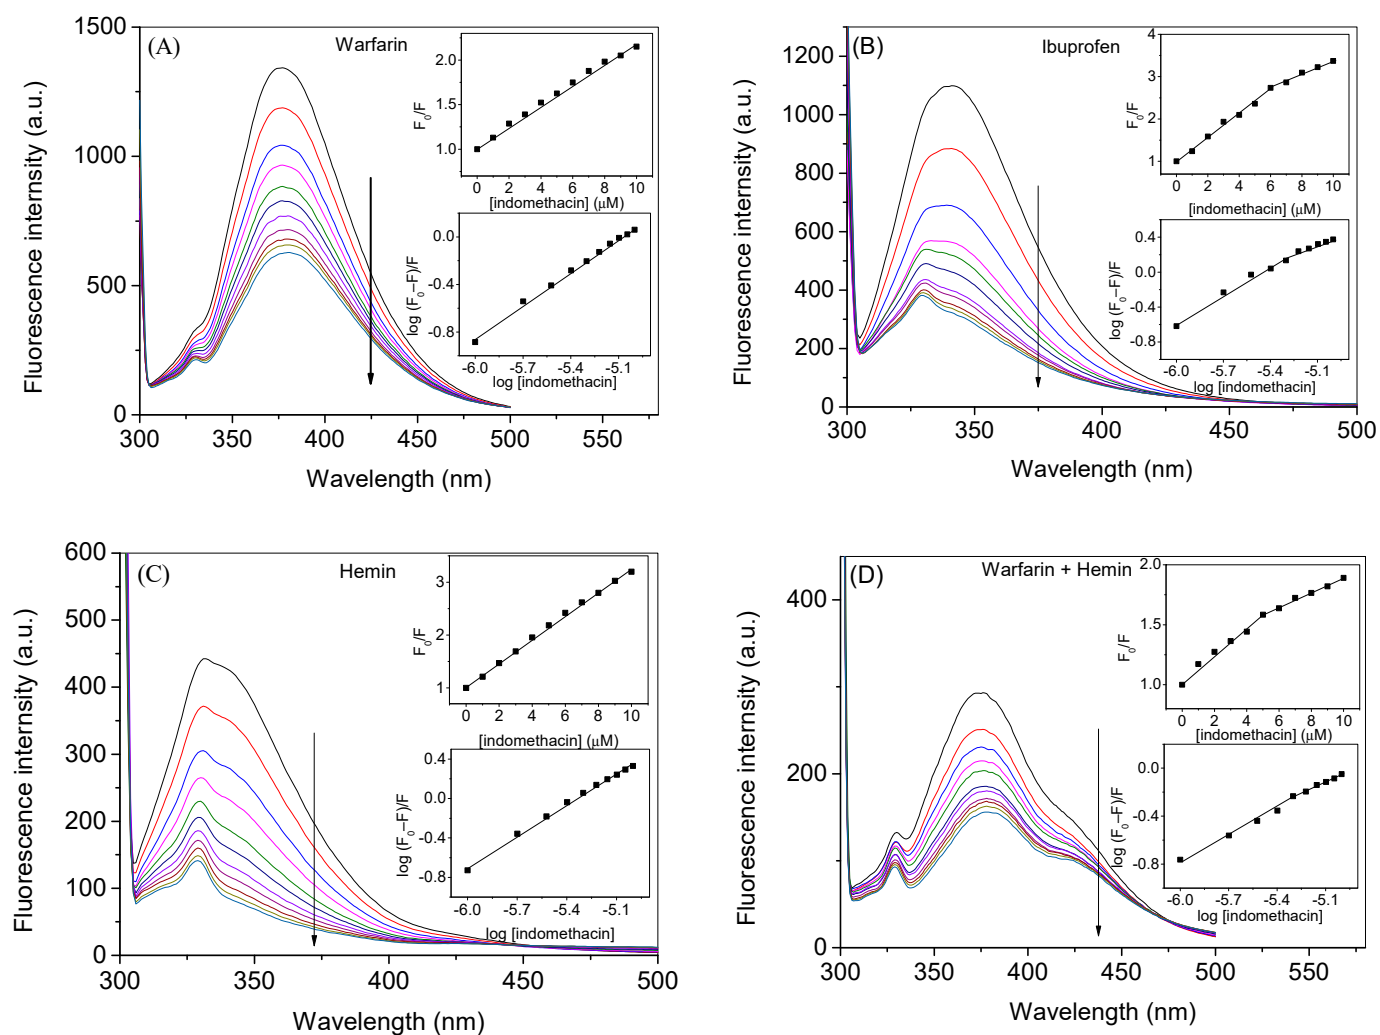 (A)
Warfarin
Fluorescence internsity (a.u.)
1500
1000
500
0
300 350 400 450 500 550
Wavelength (nm)
F₀/F
2.0
1.5
1.0
0 2 4 6 8 10
[indomethacin] (μM)
log (F₀−F)/F
0.0
-0.4
-0.8
-6.0 -5.7 -5.4 -5.1
log [indomethacin]
(B)
Ibuprofen
Fluorescence internsity (a.u.)
1200
1000
800
600
400
200
0
300 350 400 450 500
Wavelength (nm)
F₀/F
4
3
2
1
0 2 4 6 8 10
[indomethacin] (μM)
log (F₀−F)/F
0.4
0.0
-0.4
-0.8
-6.0 -5.7 -5.4 -5.1
log [indomethacin]
(C)
Hemin
Fluorescence internsity (a.u.)
600
500
400
300
200
100
0
300 350 400 450 500
Wavelength (nm)
F₀/F
3
2
1
0 2 4 6 8 10
[indomethacin] (μM)
log (F₀−F)/F
0.4
0.0
-0.4
-0.8
-6.0 -5.7 -5.4 -5.1
log [indomethacin]
(D)
Warfarin + Hemin
Fluorescence internsity (a.u.)
400
200
0
300 350 400 450 500 550
Wavelength (nm)
F₀/F
2.0
1.5
1.0
0 2 4 6 8 10
[indomethacin] (μM)
log (F₀−F)/F
0.0
-0.4
-0.8
-6.0 -5.7 -5.4 -5.1
log [indomethacin]